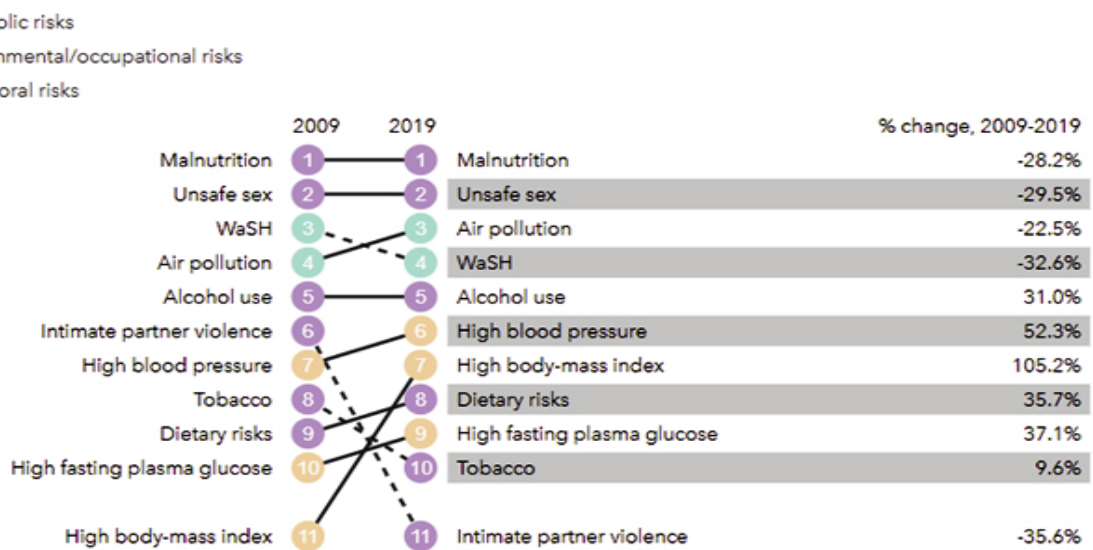 olic risks
nmental/occupational risks
oral risks
2009 2019 % change, 2009-2019
Malnutrition 1 1 Malnutrition -28.2%
Unsafe sex 2 2 Unsafe sex -29.5%
WaSH 3 3 Air pollution -22.5%
Air pollution 4 4 WaSH -32.6%
Alcohol use 5 5 Alcohol use 31.0%
Intimate partner violence 6 6 High blood pressure 52.3%
High blood pressure 7 7 High body-mass index 105.2%
Tobacco 8 8 Dietary risks 35.7%
Dietary risks 9 9 High fasting plasma glucose 37.1%
High fasting plasma glucose 10 10 Tobacco 9.6%
High body-mass index 11 11 Intimate partner violence -35.6%